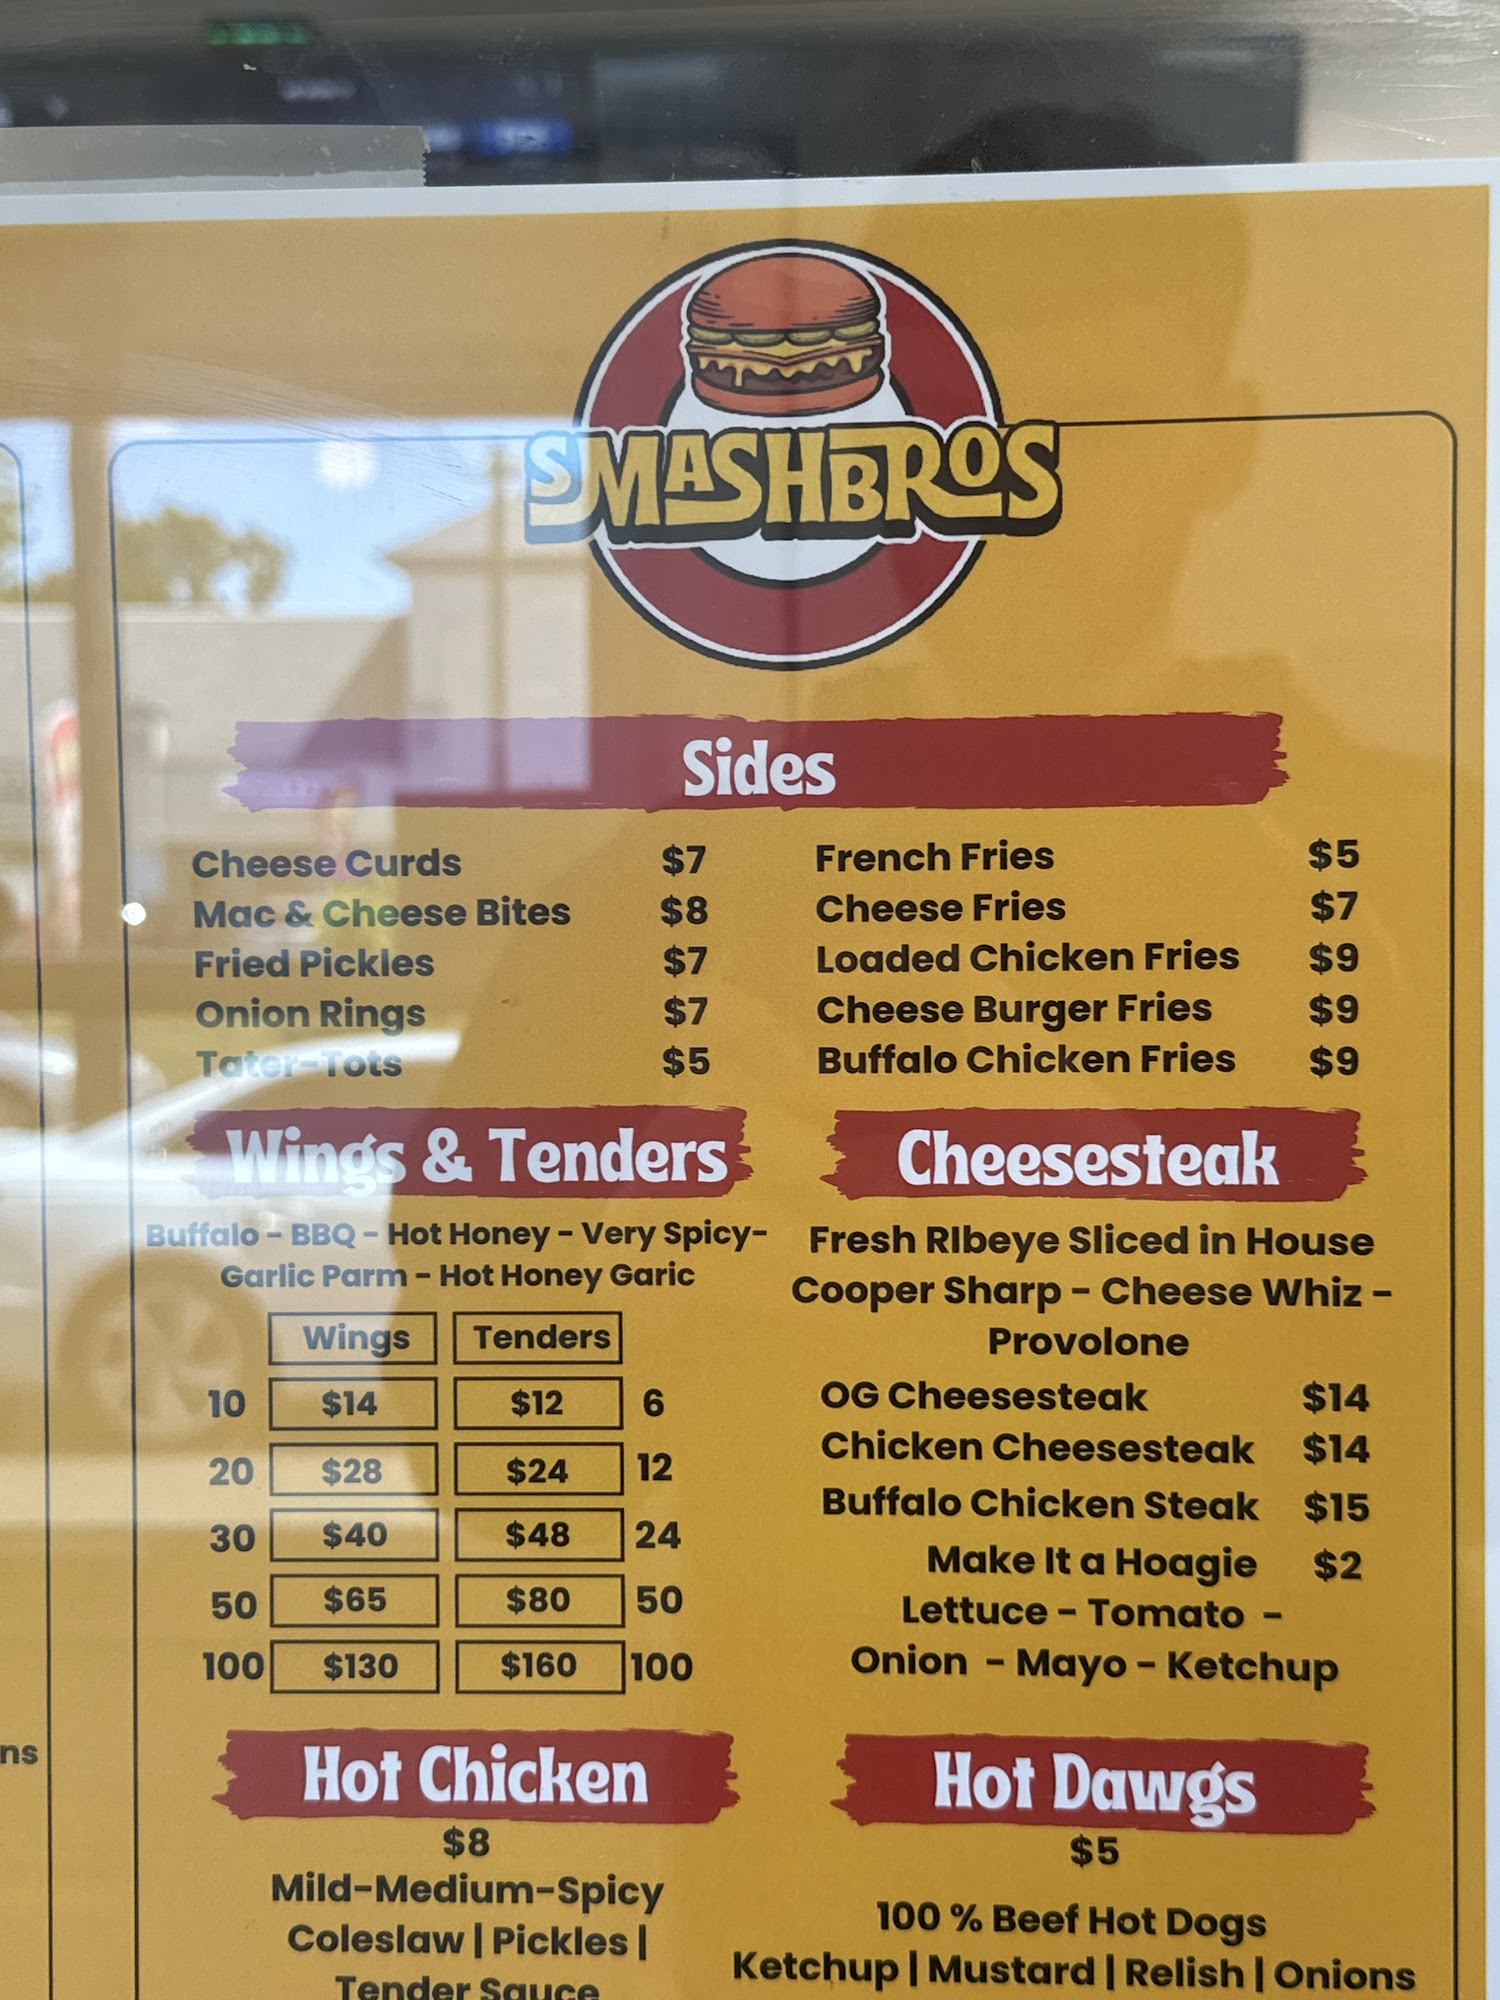 SMASHBROS
Sides
Cheese Curds $7
Mac & Cheese Bites $8
Fried Pickles $7
Onion Rings $7
Tater-Tots $5
French Fries $5
Cheese Fries $7
Loaded Chicken Fries $9
Cheese Burger Fries $9
Buffalo Chicken Fries $9
Wings & Tenders
Buffalo - BBQ - Hot Honey - Very Spicy-
Garlic Parm - Hot Honey Garic
Wings Tenders
10 $14 $12 6
20 $28 $24 12
30 $40 $48 24
50 $65 $80 50
100 $130 $160 100
Cheesesteak
Fresh RIbeye Sliced in House
Cooper Sharp - Cheese Whiz -
Provolone
OG Cheesesteak $14
Chicken Cheesesteak $14
Buffalo Chicken Steak $15
Make It a Hoagie $2
Lettuce - Tomato -
Onion - Mayo - Ketchup
ns
Hot Chicken
$8
Mild-Medium-Spicy
Coleslaw | Pickles |
Tender Sauce
Hot Dawgs
$5
100 % Beef Hot Dogs
Ketchup | Mustard | Relish | Onions